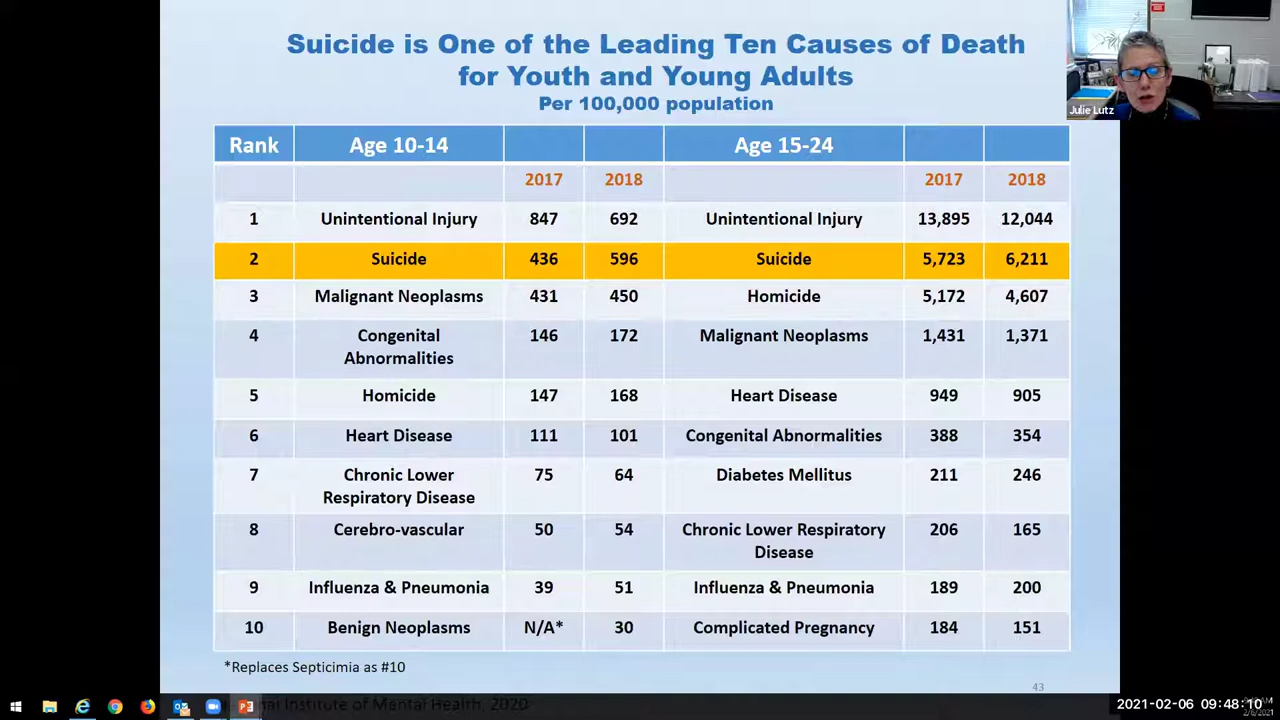 Suicide is One of the Leading Ten Causes of Death
for Youth and Young Adults
Per 100,000 population
Julie Lutz
Rank Age 10-14 Age 15-24
2017 2018 2017 2018
1 Unintentional Injury 847 692 Unintentional Injury 13,895 12,044
2 Suicide 436 596 Suicide 5,723 6,211
3 Malignant Neoplasms 431 450 Homicide 5,172 4,607
4 Congenital 146 172 Malignant Neoplasms 1,431 1,371
Abnormalities
5 Homicide 147 168 Heart Disease 949 905
6 Heart Disease 111 101 Congenital Abnormalities 388 354
7 Chronic Lower 75 64 Diabetes Mellitus 211 246
Respiratory Disease
8 Cerebro-vascular 50 54 Chronic Lower Respiratory 206 165
Disease
9 Influenza & Pneumonia 39 51 Influenza & Pneumonia 189 200
10 Benign Neoplasms N/A* 30 Complicated Pregnancy 184 151
*Replaces Septicimia as #10
43
Institute of Mental Health, 2020
2021-02-06 09:48:10
2/6/2021